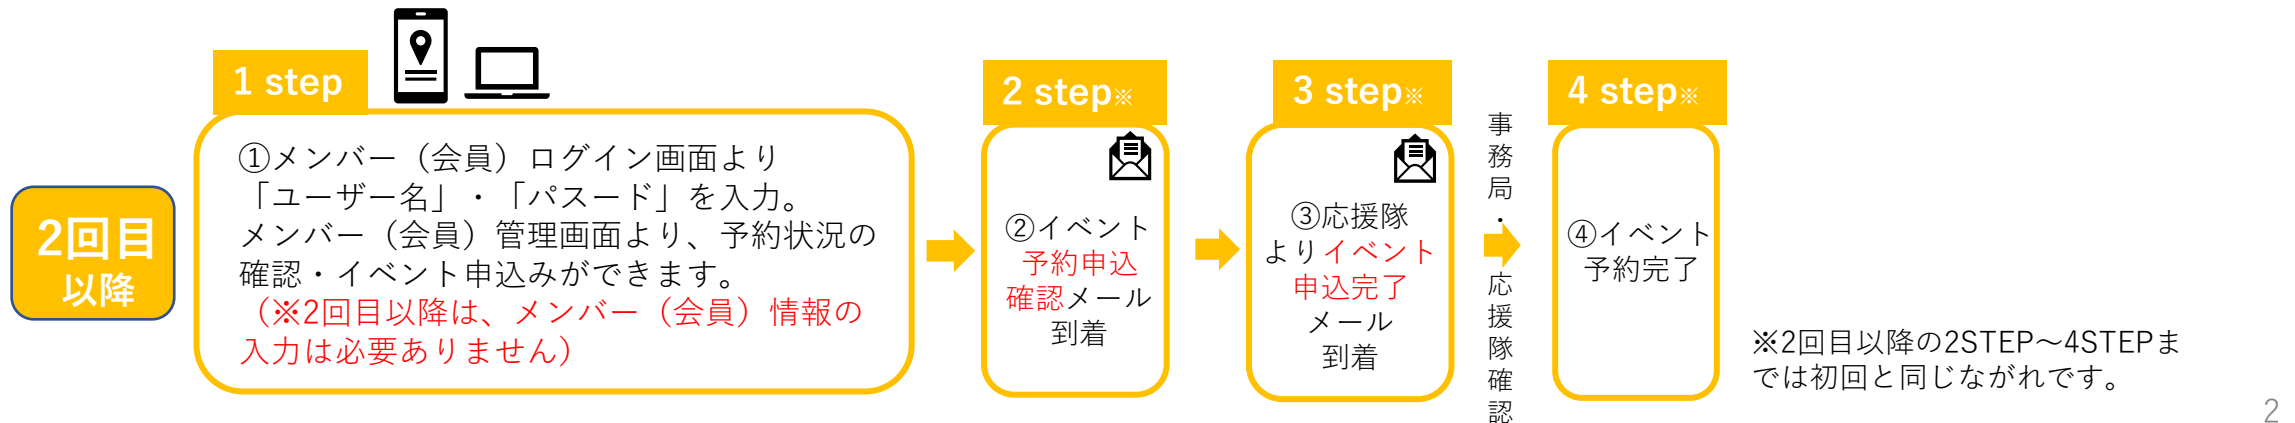 2回目
以降
1 step
①メンバー（会員）ログイン画面より
「ユーザー名」・「パスード」を入力。
メンバー（会員）管理画面より、予約状況の
確認・イベント申込みができます。
（※2回目以降は、メンバー（会員）情報の
入力は必要ありません）
2 step※
②イベント
予約申込
確認メール
到着
3 step※
③応援隊
よりイベント
申込完了
メール
到着
事務局・応援隊確認
4 step※
④イベント
予約完了
※2回目以降の2STEP～4STEPま
では初回と同じながれです。
2